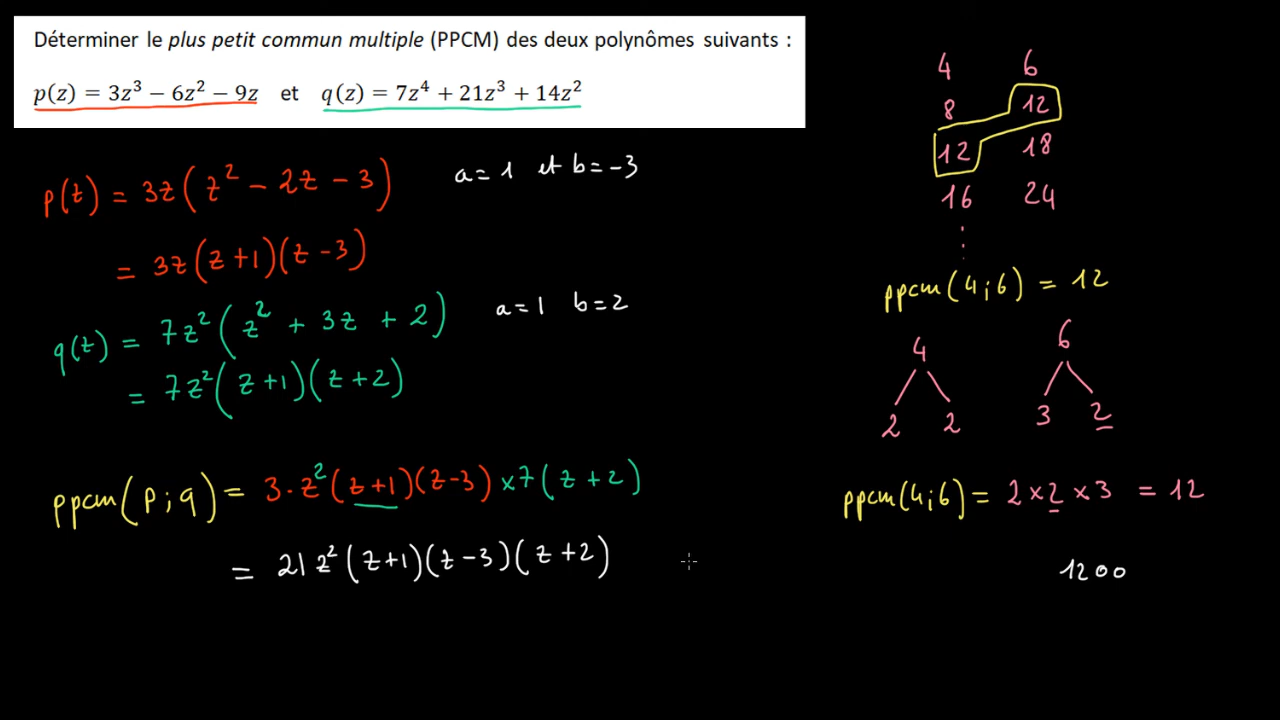 Déterminer le plus petit commun multiple (PPCM) des deux polynômes suivants :
p(z) = 3z³ − 6z² − 9z et q(z) = 7z⁴ + 21z³ + 14z²
p(z) = 3z(z² − 2z − 3) a = 1 et b = −3
= 3z(z+1)(z−3)
q(z) = 7z²(z² + 3z + 2) a = 1 b = 2
= 7z²(z+1)(z+2)
ppcm(p;q) = 3·z²(z+1)(z−3)×7(z+2)
= 21z²(z+1)(z−3)(z+2)
4 6
8 12
12 18
16 24
⋮
ppcm(4;6) = 12
4 6
2 2 3 2
ppcm(4;6) = 2×2×3 = 12
1200